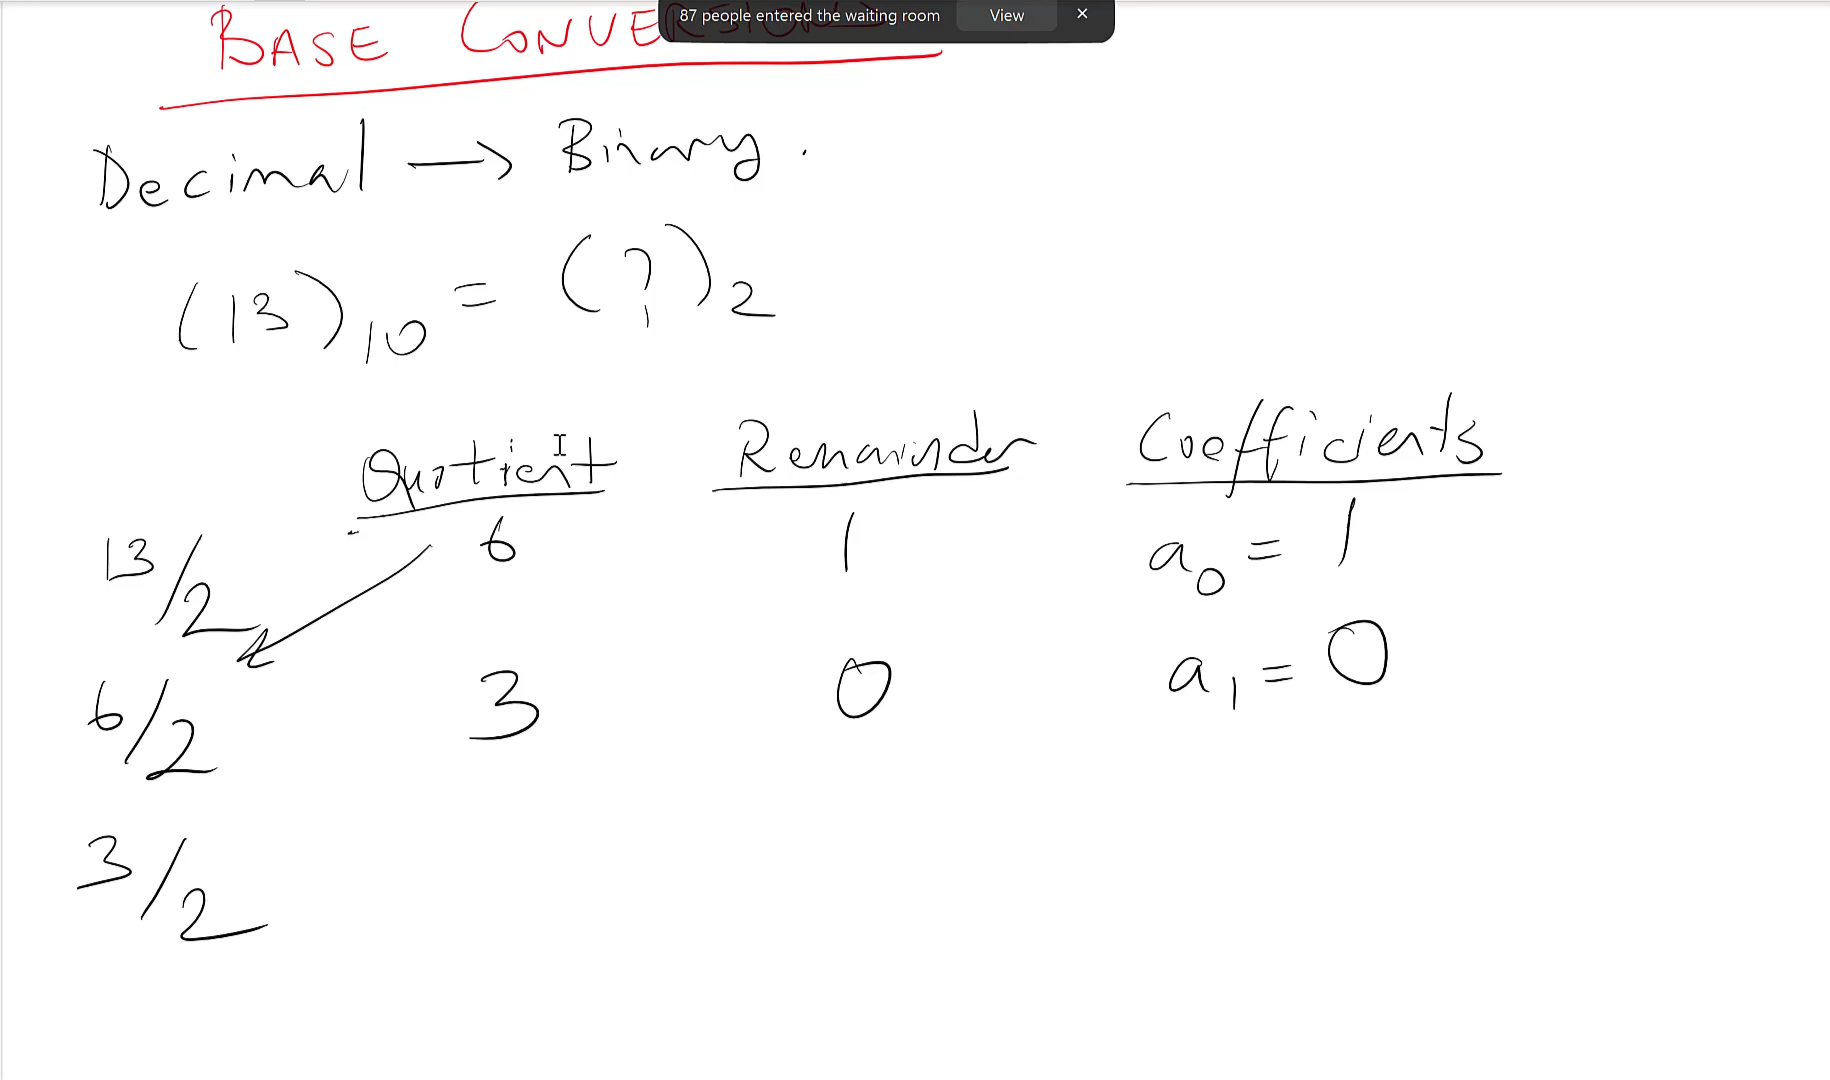 87 people entered the waiting room View ×
BASE CONVERSION
Decimal → Binary.
(13)₁₀ = (?)₂
Quotient Remainder Coefficients
13/2 6 1 a₀ = 1
6/2 3 0 a₁ = 0
3/2